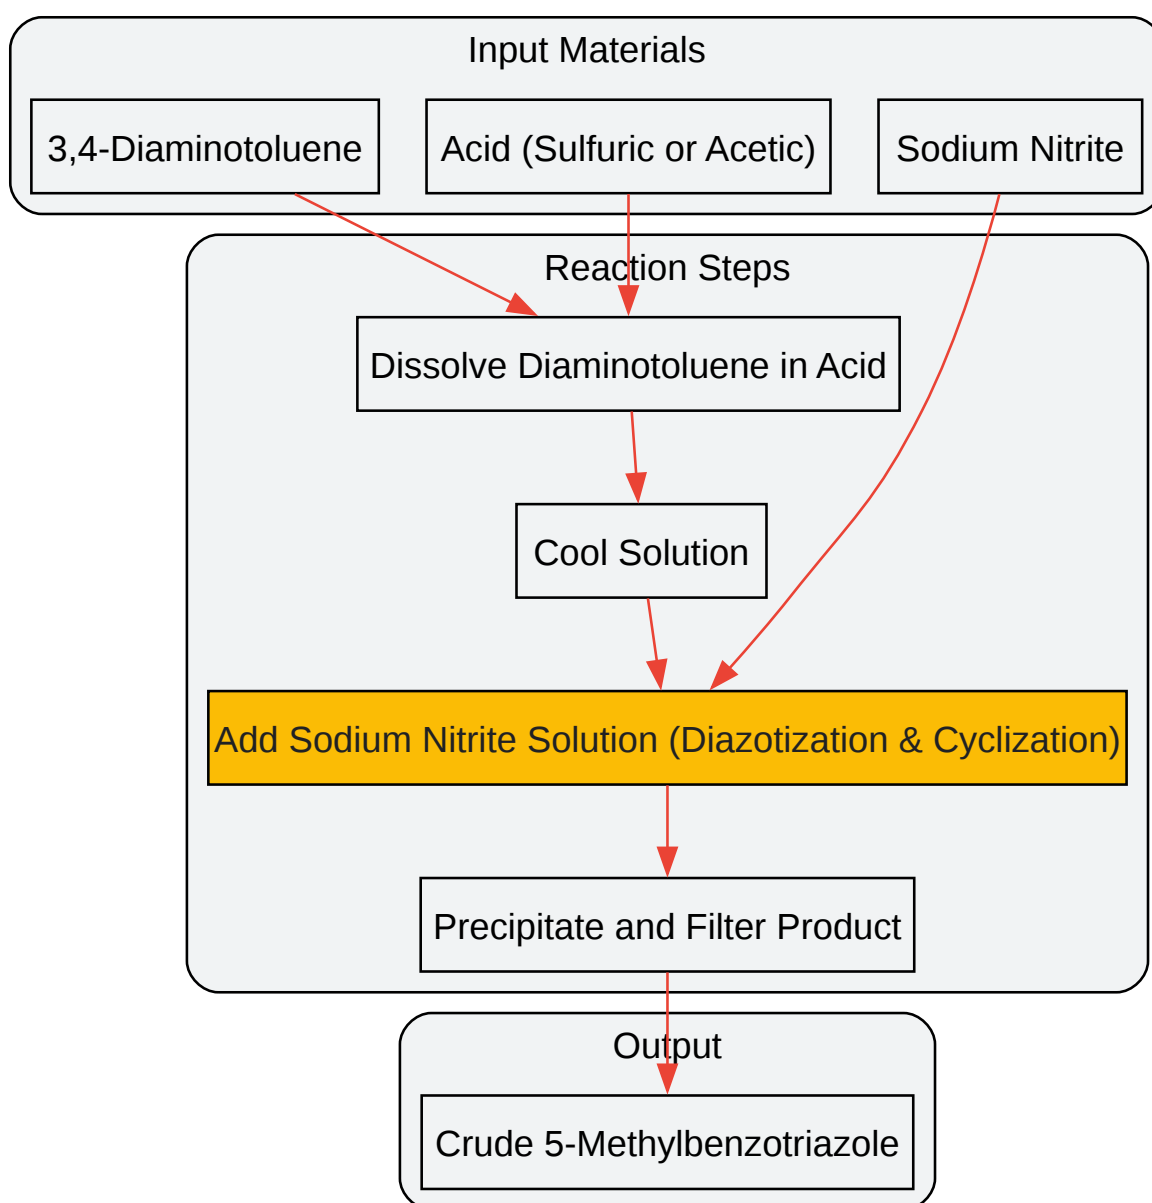 Input Materials
3,4-Diaminotoluene
Acid (Sulfuric or Acetic)
Sodium Nitrite
Reaction Steps
Dissolve Diaminotoluene in Acid
Cool Solution
Add Sodium Nitrite Solution (Diazotization & Cyclization)
Precipitate and Filter Product
Output
Crude 5-Methylbenzotriazole